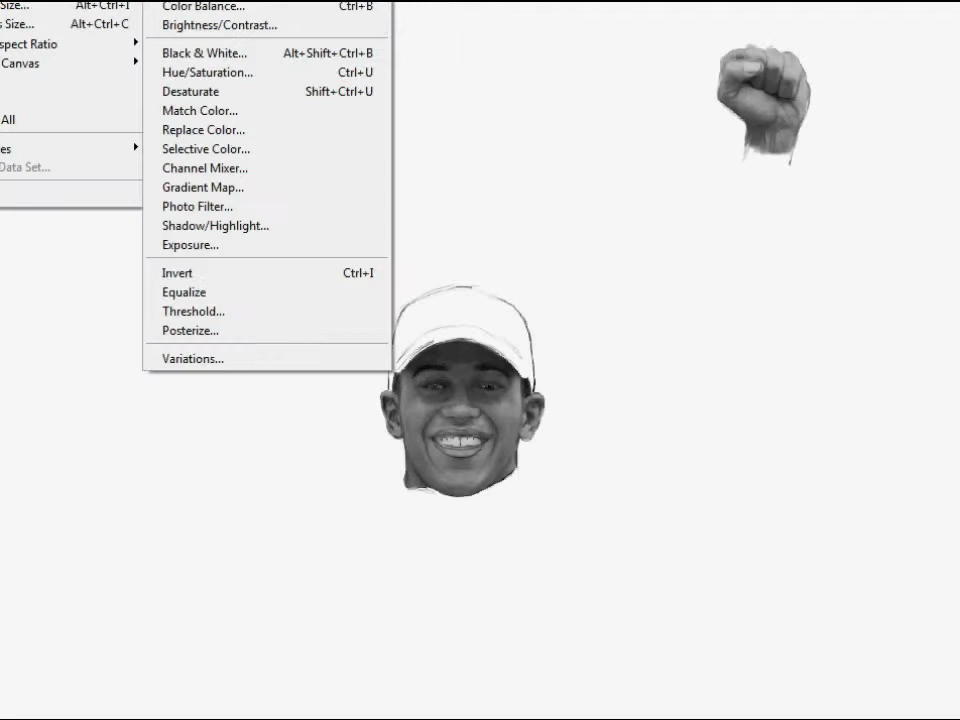 Size... Alt+Ctrl+I
s Size... Alt+Ctrl+C
spect Ratio
Canvas
All
es
Data Set...
Color Balance... Ctrl+B
Brightness/Contrast...
Black & White... Alt+Shift+Ctrl+B
Hue/Saturation... Ctrl+U
Desaturate Shift+Ctrl+U
Match Color...
Replace Color...
Selective Color...
Channel Mixer...
Gradient Map...
Photo Filter...
Shadow/Highlight...
Exposure...
Invert Ctrl+I
Equalize
Threshold...
Posterize...
Variations...